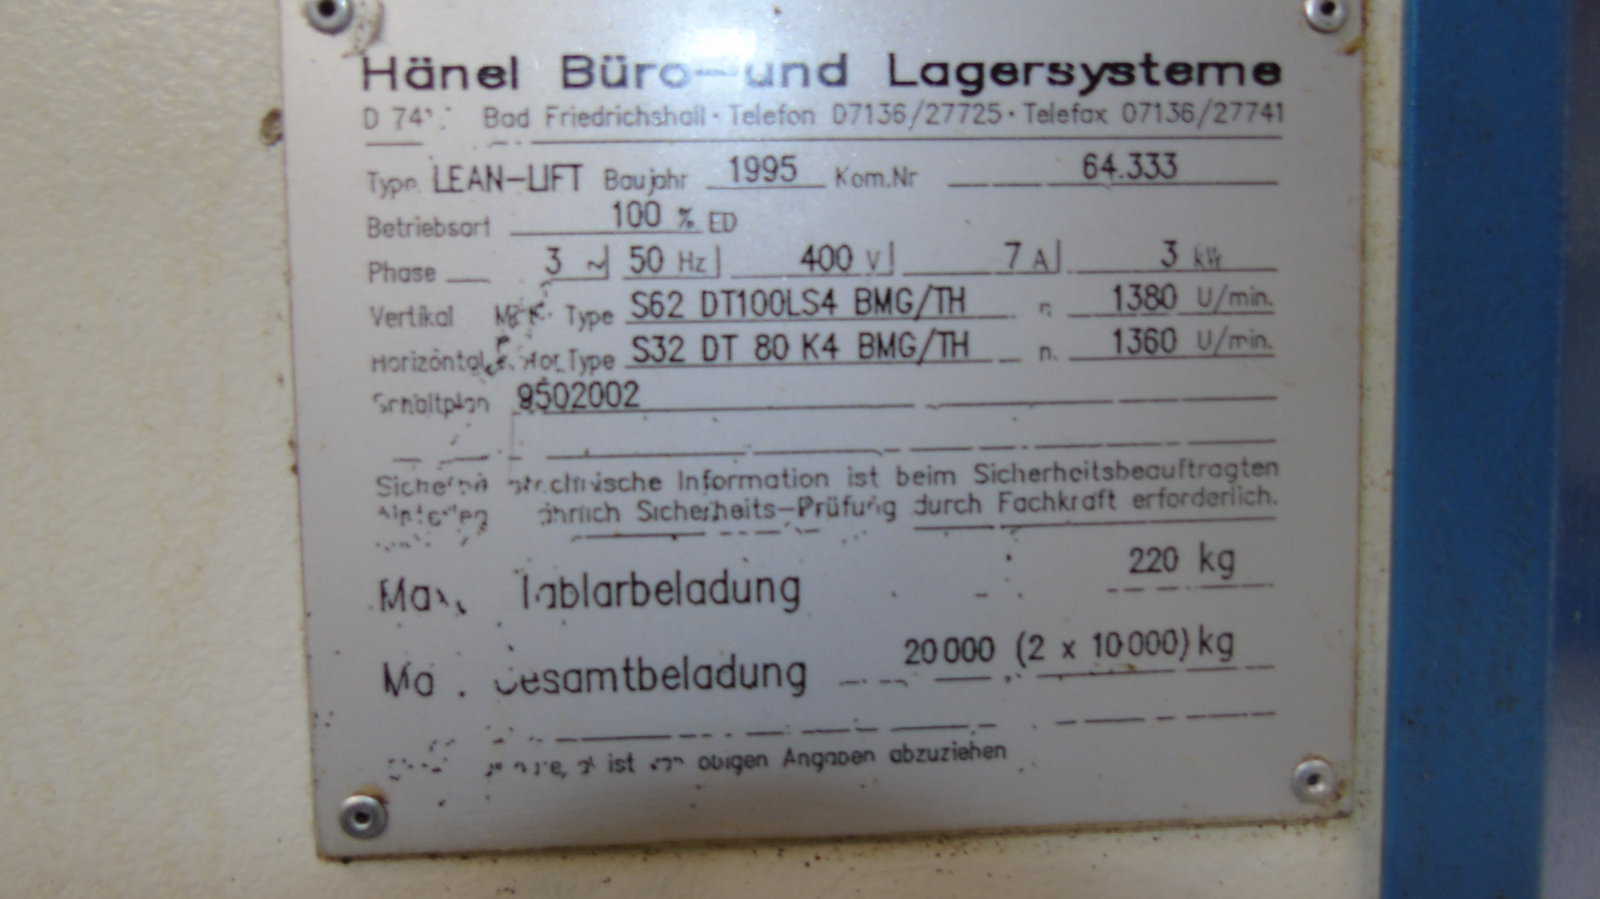 Hänel Büro- und Lagersysteme
Bad Friedrichshall · Telefon 07136/27725 · Telefax 07136/27741
Type LEAN-LIFT Baujahr 1995 Kom.Nr 64.333
Betriebsart 100 % ED
Phase 3 ~ 50 Hz 400 V 7 A 3 kW
Vertikal Type S62 DT100LS4 BMG/TH n. 1380 U/min.
Horizontal Type S32 DT 80 K4 BMG/TH n. 1360 U/min.
Schaltplan 9502002
Information ist beim Sicherheitsbeauftragten
Sicherheits-Prüfung durch Fachkraft erforderlich.
Max. Tablarbeladung 220 kg
Gesamtbeladung 20000 (2 x 10000) kg
ist von obigen Angaben abzuziehen